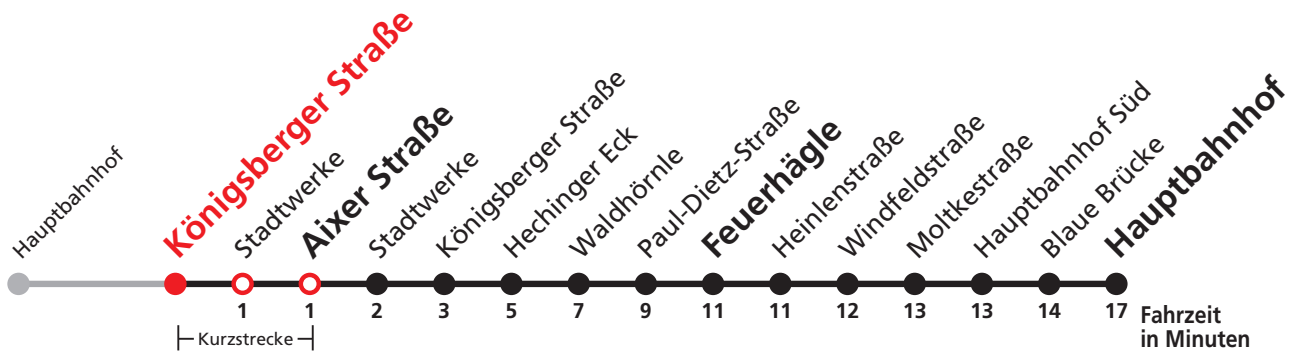 Hauptbahnhof
Königsberger Straße
Stadtwerke
Aixer Straße
Stadtwerke
Königsberger Straße
Hechinger Eck
Waldhörnle
Paul-Dietz-Straße
Feuerhägle
Heinlenstraße
Windfeldstraße
Moltkestraße
Hauptbahnhof Süd
Blaue Brücke
Hauptbahnhof
1 1 2 3 5 7 9 11 11 12 13 13 14 17
Fahrzeit
in Minuten
Kurzstrecke